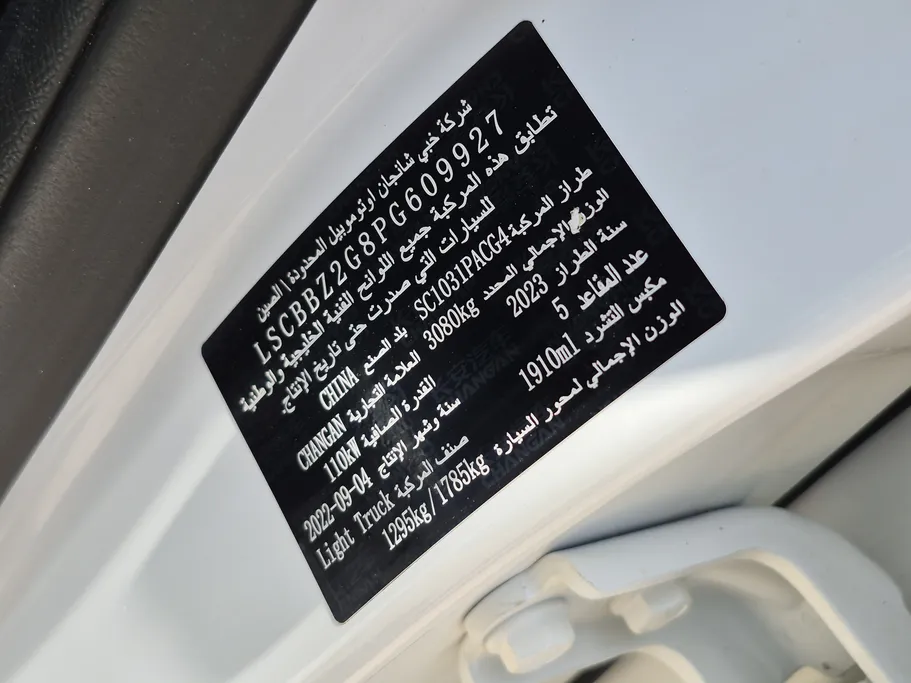 شركة خبي شانجان اوتوموبيل المحدودة \ الصين
LSCBBZ2G8PG609927
تطابق هذه المركبة جميع اللوائح الفنية الخليجية والوطنية
للسيارات التي صدرت حتى تاريخ الإنتاج.
طراز المركبة SC1031PACG4 بلد الصنع CHINA
الوزن الإجمالي المحدد 3080kg العلامة التجارية CHANGAN
سنة الطراز 2023 القدرة الصافية 110kW
عدد المقاعد 5 سنة وشهر الإنتاج 2022-09-04
مكبس التشرد 1910ml صنف المركبة Light Truck
الوزن الإجمالي لمحور السيارة 1295kg/1785kg